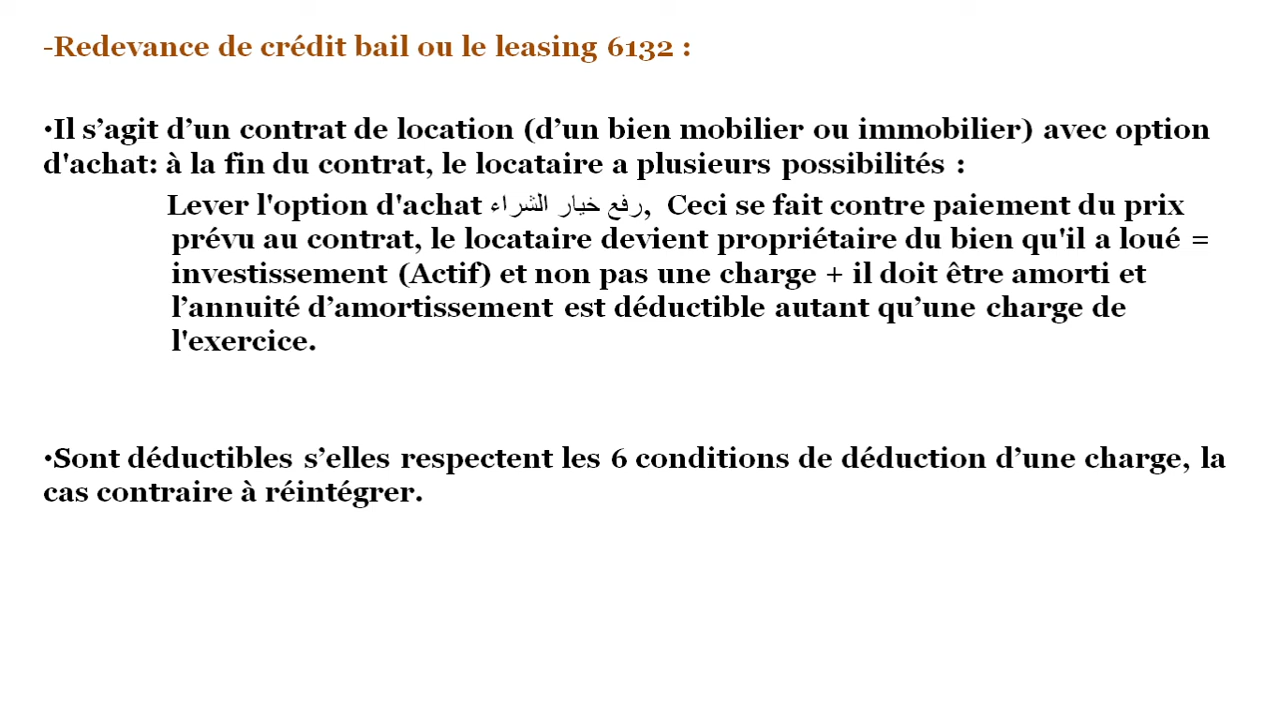 -Redevance de crédit bail ou le leasing 6132 :
•Il s’agit d’un contrat de location (d’un bien mobilier ou immobilier) avec option
d'achat: à la fin du contrat, le locataire a plusieurs possibilités :
Lever l'option d'achat رفع خيار الشراء, Ceci se fait contre paiement du prix
prévu au contrat, le locataire devient propriétaire du bien qu'il a loué =
investissement (Actif) et non pas une charge + il doit être amorti et
l’annuité d’amortissement est déductible autant qu’une charge de
l'exercice.
•Sont déductibles s’elles respectent les 6 conditions de déduction d’une charge, la
cas contraire à réintégrer.